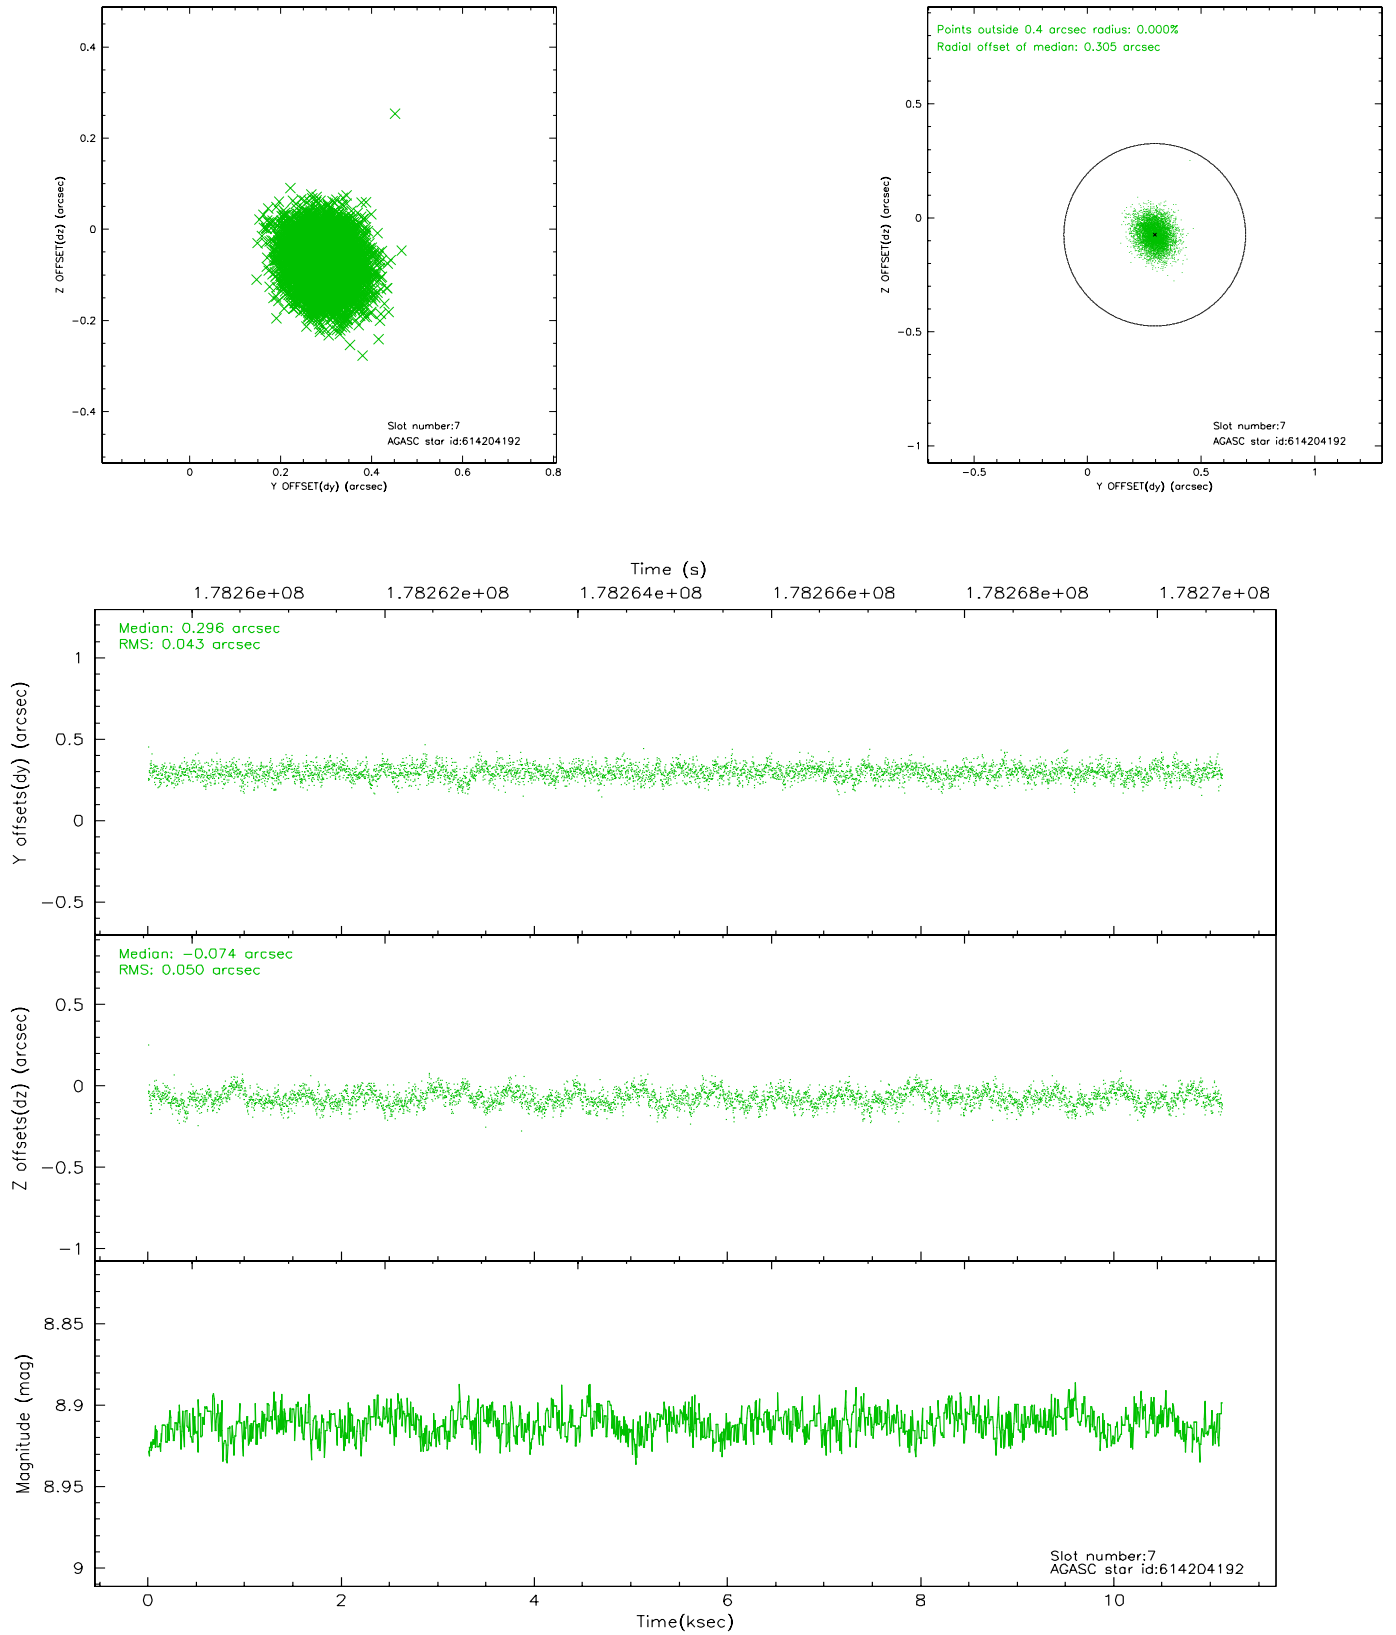 0.4
0.2
0
−0.2
−0.4
Z OFFSET(dz) (arcsec)
Slot number:7
AGASC star id:614204192
0 0.2 0.4 0.6 0.8
Y OFFSET(dy) (arcsec)
Points outside 0.4 arcsec radius: 0.000%
Radial offset of median: 0.305 arcsec
0.5
0
−0.5
−1
Z OFFSET(dz) (arcsec)
Slot number:7
AGASC star id:614204192
−0.5 0 0.5 1
Y OFFSET(dy) (arcsec)
Time (s)
1.7826e+08 1.78262e+08 1.78264e+08 1.78266e+08 1.78268e+08 1.7827e+08
Median: 0.296 arcsec
RMS: 0.043 arcsec
1
0.5
0
−0.5
Y offsets(dy) (arcsec)
Median: −0.074 arcsec
RMS: 0.050 arcsec
0.5
0
−0.5
−1
Z offsets(dz) (arcsec)
8.85
8.9
8.95
9
Magnitude (mag)
Slot number:7
AGASC star id:614204192
0 2 4 6 8 10
Time(ksec)